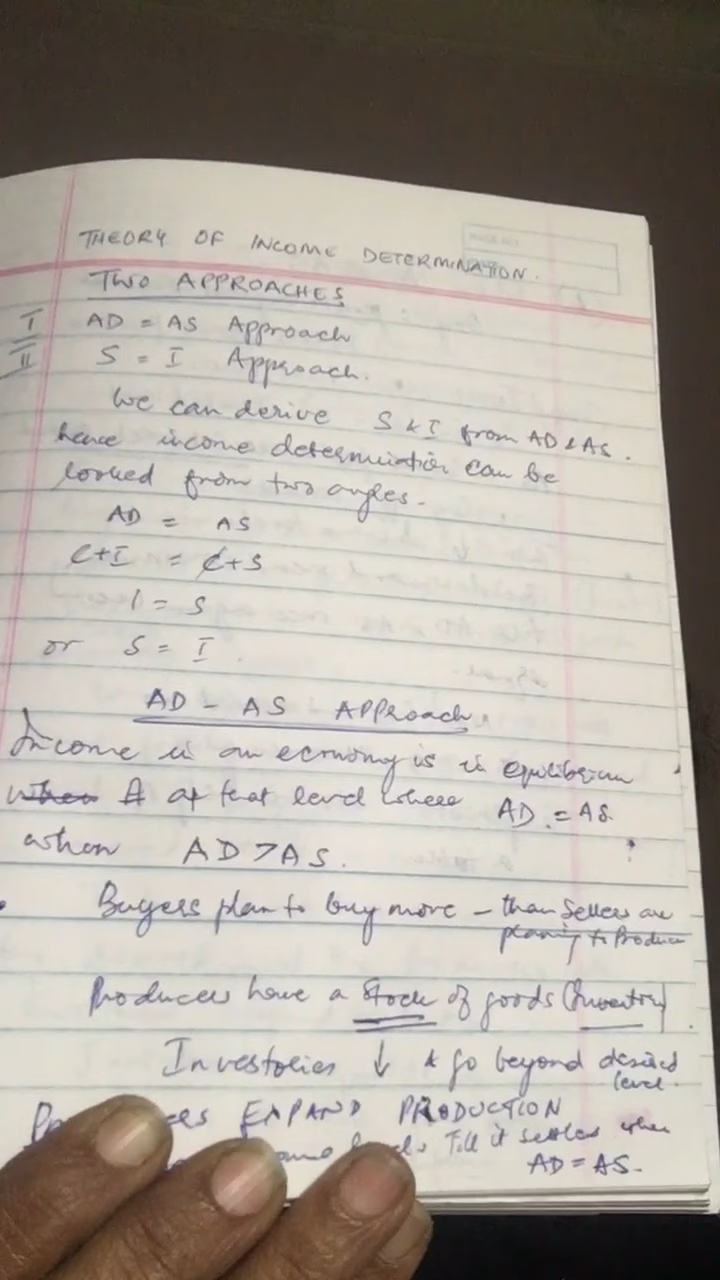 THEORY OF INCOME DETERMINATION.
TWO APPROACHES
I AD = AS Approach
II S = I Approach.
We can derive S & I from AD & AS.
hence income determination can be
looked from two angles.
AD = AS
C+I = C+S
I = S
or S = I.
AD - AS APProach
Income in an economy is in equilibrium
when A at that level where AD = AS.
when AD > AS.
Buyers plan to buy more - than Sellers are
planing to Produce
Producers have a Stock of goods (Inventory)
Inventories ↓ & go beyond desired
level.
EXPAND PRODUCTION
Till it settles when
AD = AS.